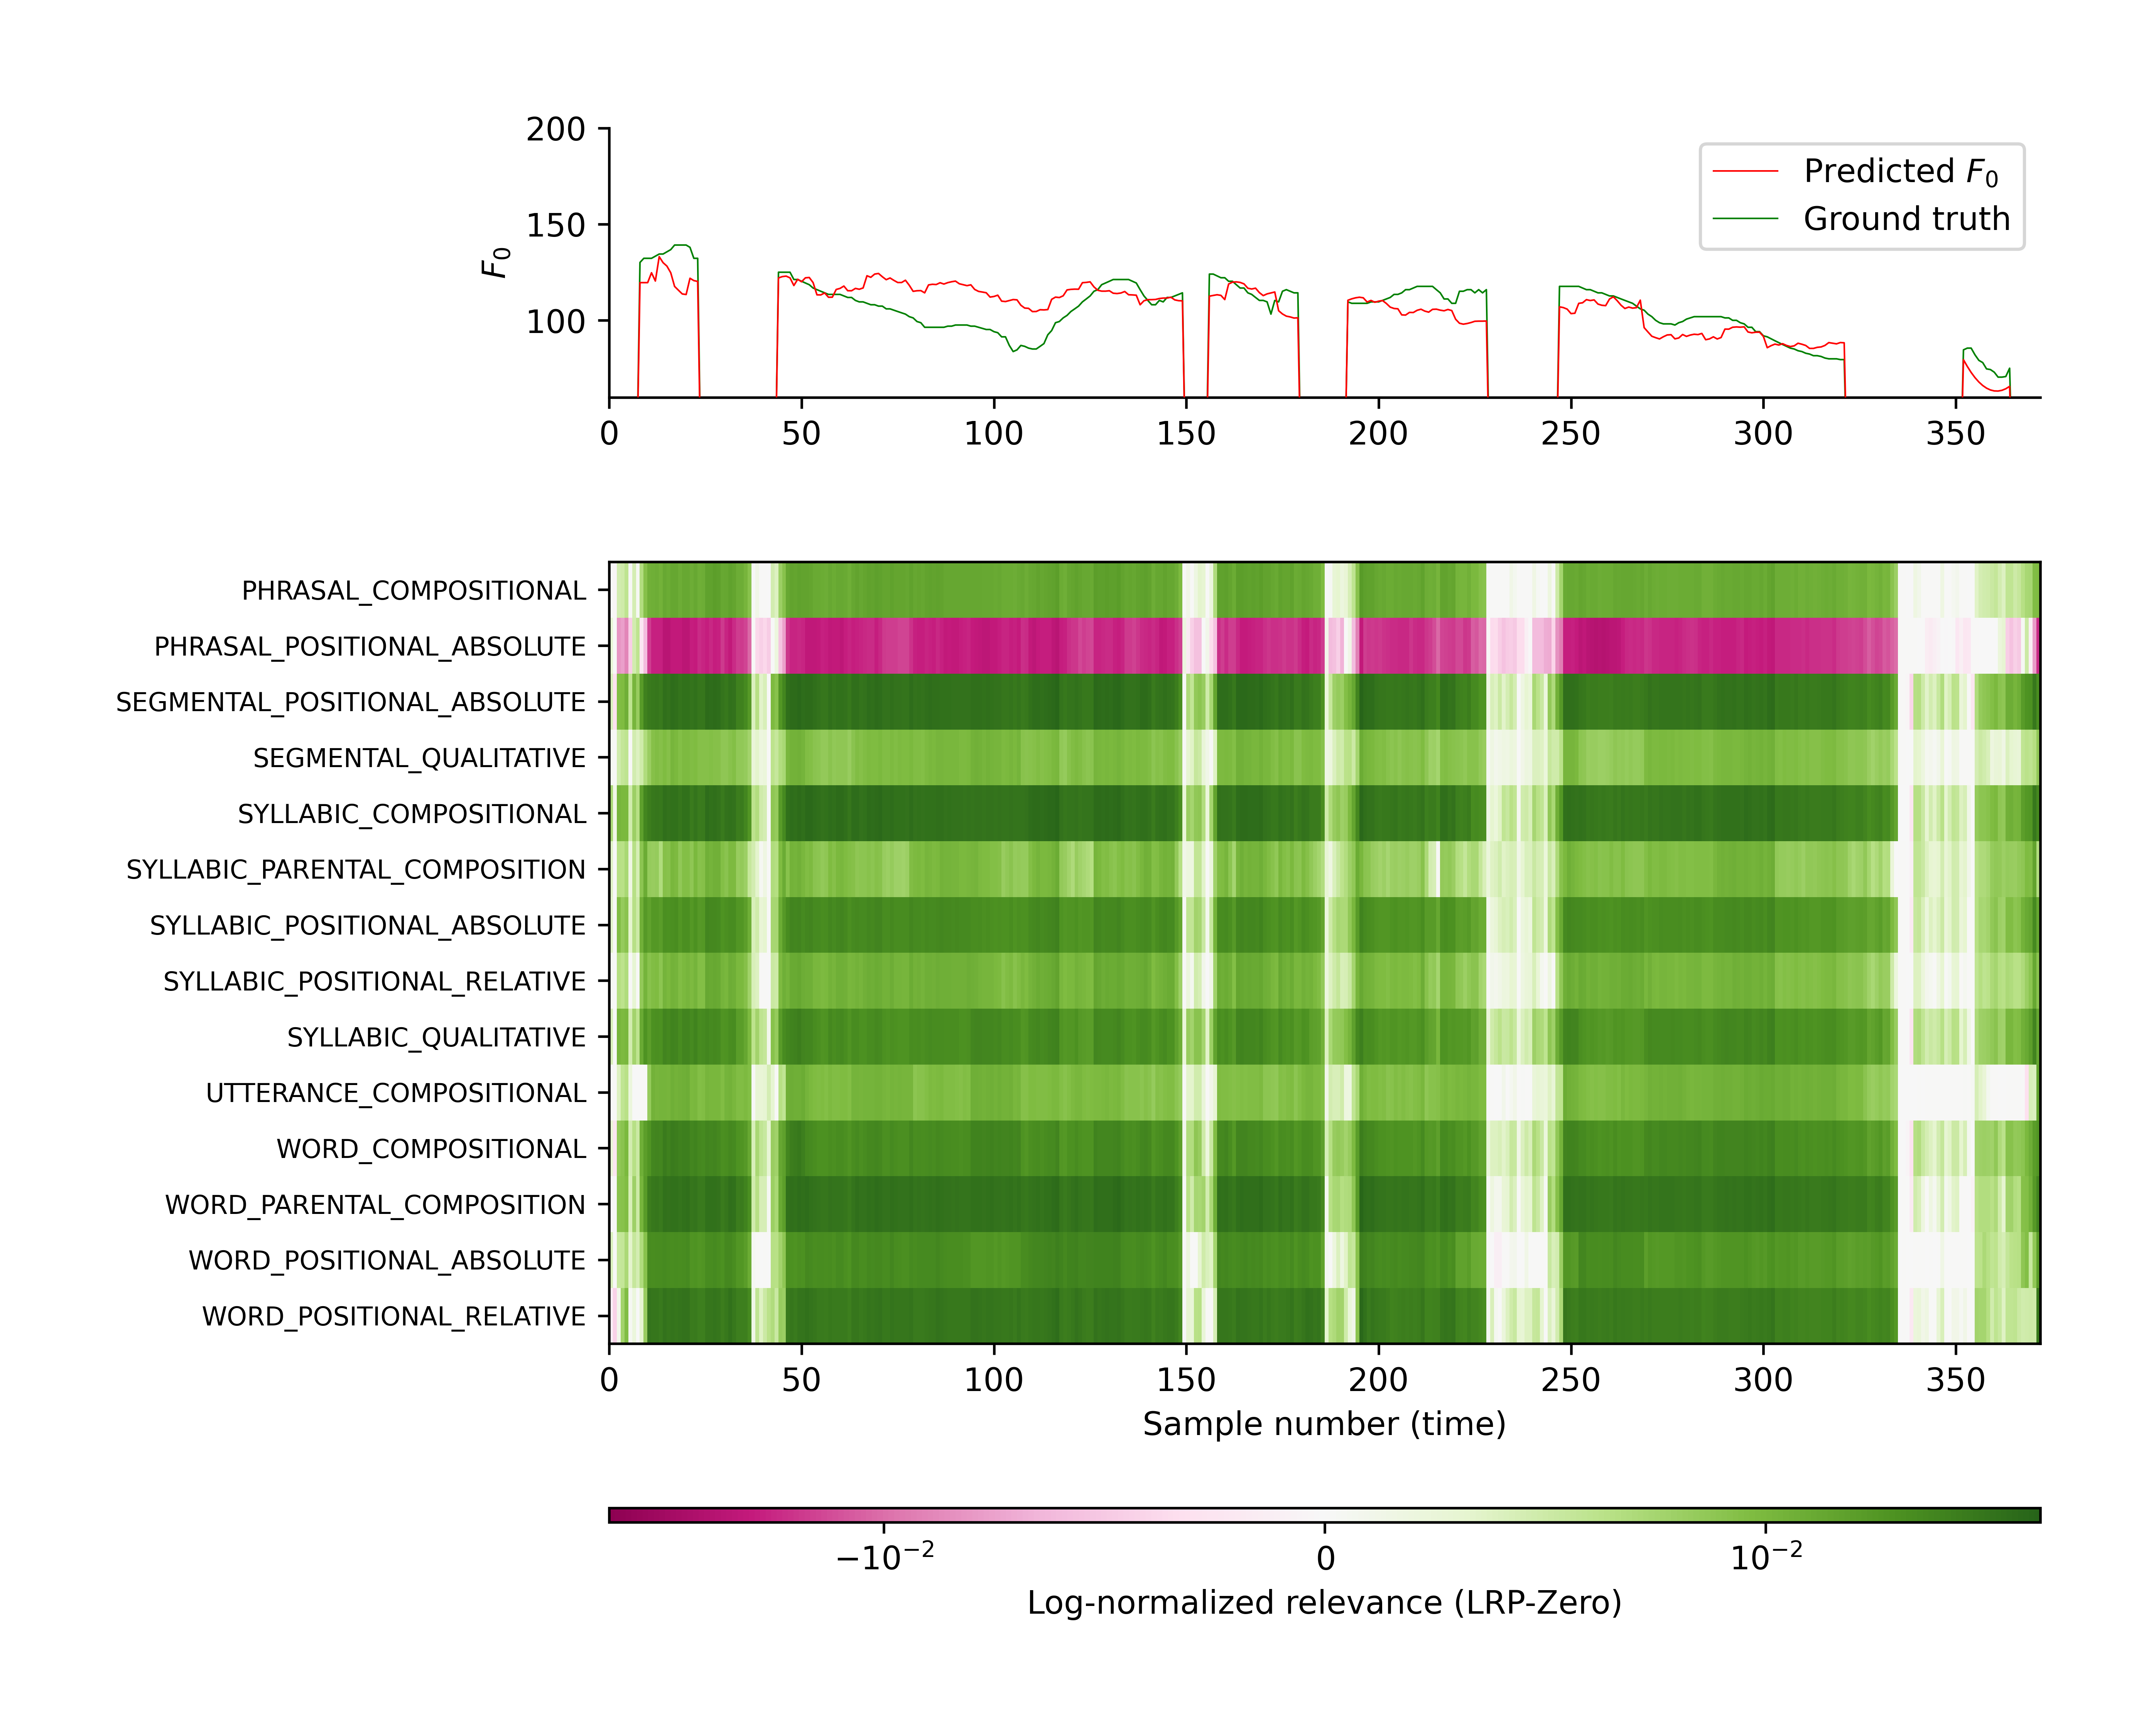 200
150
100
F₀
Predicted F₀
Ground truth
0 50 100 150 200 250 300 350
PHRASAL_COMPOSITIONAL
PHRASAL_POSITIONAL_ABSOLUTE
SEGMENTAL_POSITIONAL_ABSOLUTE
SEGMENTAL_QUALITATIVE
SYLLABIC_COMPOSITIONAL
SYLLABIC_PARENTAL_COMPOSITION
SYLLABIC_POSITIONAL_ABSOLUTE
SYLLABIC_POSITIONAL_RELATIVE
SYLLABIC_QUALITATIVE
UTTERANCE_COMPOSITIONAL
WORD_COMPOSITIONAL
WORD_PARENTAL_COMPOSITION
WORD_POSITIONAL_ABSOLUTE
WORD_POSITIONAL_RELATIVE
0 50 100 150 200 250 300 350
Sample number (time)
−10⁻² 0 10⁻²
Log-normalized relevance (LRP-Zero)